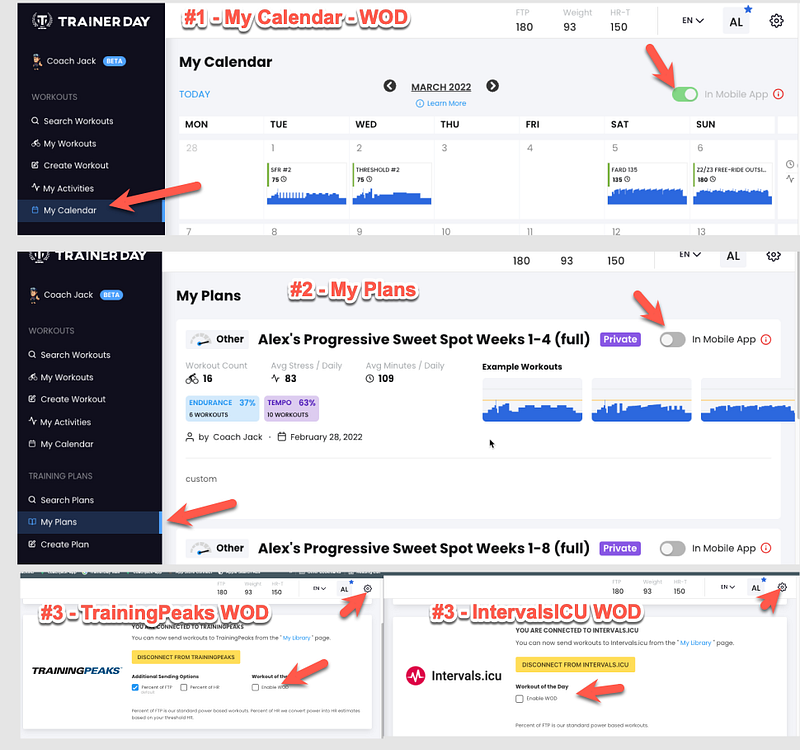 TRAINERDAY
#1 - My Calendar - WOD
FTP Weight HR-T
180 93 150
EN
AL
Coach Jack BETA
WORKOUTS
Search Workouts
My Workouts
Create Workout
My Activities
My Calendar
My Calendar
TODAY
MARCH 2022
Learn More
In Mobile App
MON TUE WED THU FRI SAT SUN
28 1 2 3 4 5 6
SFR #2
75
THRESHOLD #2
75
FARD 135
135
22/23 FREE-RIDE OUTSI...
180
7 8 9 10 11 12 13
TRAINERDAY
#2 - My Plans
180 93 150
EN
AL
Coach Jack BETA
WORKOUTS
Search Workouts
My Workouts
Create Workout
My Activities
My Calendar
TRAINING PLANS
Search Plans
My Plans
Create Plan
My Plans
Other
Alex's Progressive Sweet Spot Weeks 1-4 (full)
Private
In Mobile App
Workout Count
16
Avg Stress / Daily
83
Avg Minutes / Daily
109
Example Workouts
ENDURANCE 37%
6 WORKOUTS
TEMPO 63%
10 WORKOUTS
by Coach Jack · February 28, 2022
custom
Other
Alex's Progressive Sweet Spot Weeks 1-8 (full)
Private
In Mobile App
FTP Weight HR-T
180 93 150
EN
AL
#3 - TrainingPeaks WOD
YOU ARE CONNECTED TO TRAININGPEAKS
You can now send workouts to TrainingPeaks from the "My Library" page.
DISCONNECT FROM TRAININGPEAKS
TRAININGPEAKS
Additional Sending Options
Percent of FTP
Percent of HR
Workout of the
Enable WOD
Percent of FTP is our standard power based workouts. Percent of HR we convert power into HR estimates
based on your threshold HR.
FTP Weight HR-T
180 93 150
EN
AL
#3 - IntervalsICU WOD
YOU ARE CONNECTED TO INTERVALS.ICU
You can now send workouts to Intervals.icu from the "My Library" page.
DISCONNECT FROM INTERVALS.ICU
Intervals.icu
Workout of the Day
Enable WOD
Percent of FTP is our standard power based workouts.